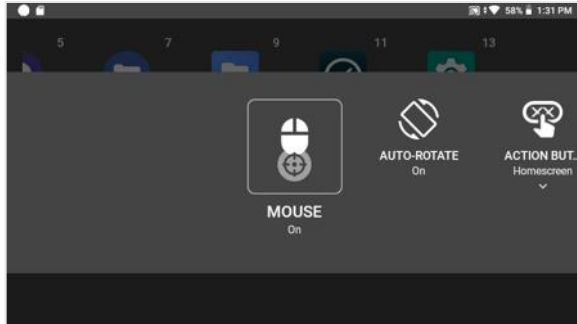 58% 1:31 PM
5 7 9 11 13
MOUSE
On
AUTO-ROTATE
On
ACTION BUT..
Homescreen